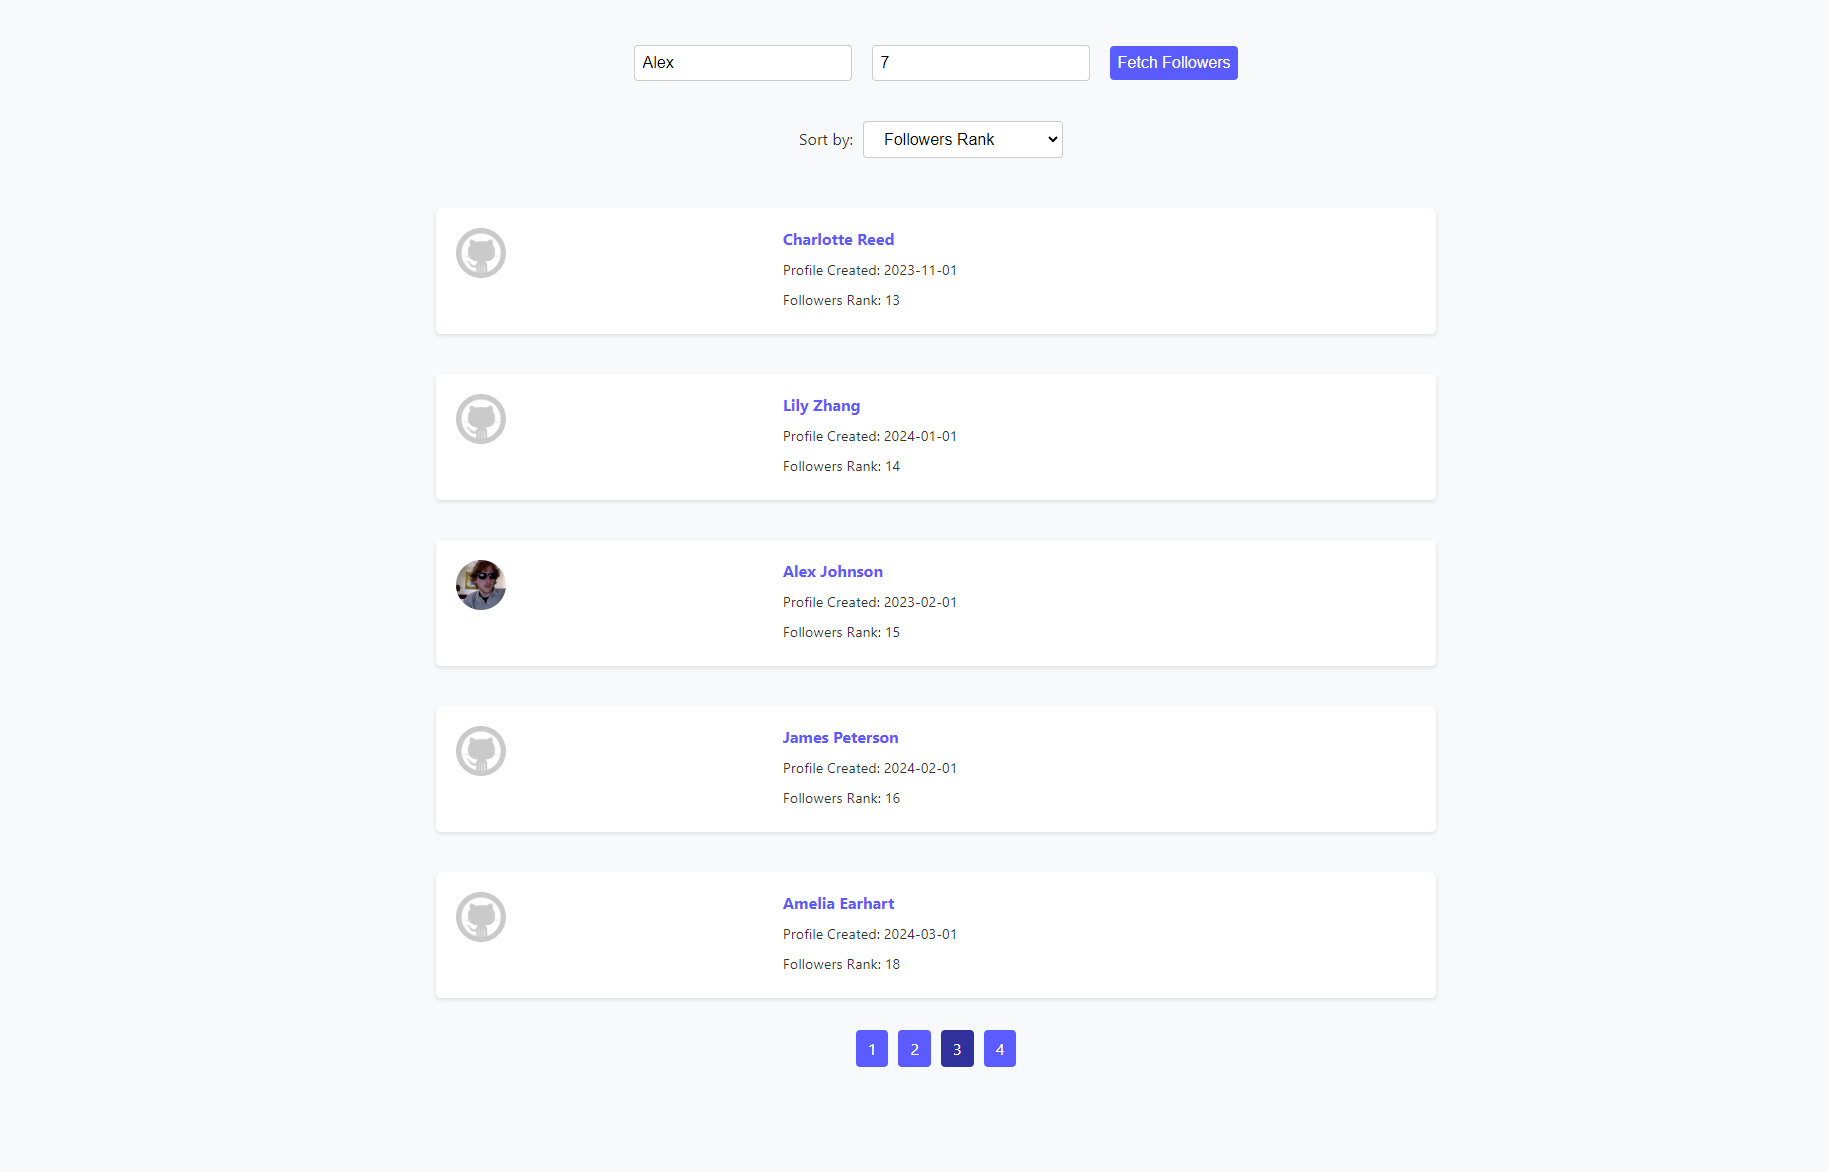 Alex
7
Fetch Followers
Sort by:
Followers Rank
Charlotte Reed
Profile Created: 2023-11-01
Followers Rank: 13
Lily Zhang
Profile Created: 2024-01-01
Followers Rank: 14
Alex Johnson
Profile Created: 2023-02-01
Followers Rank: 15
James Peterson
Profile Created: 2024-02-01
Followers Rank: 16
Amelia Earhart
Profile Created: 2024-03-01
Followers Rank: 18
1 2 3 4